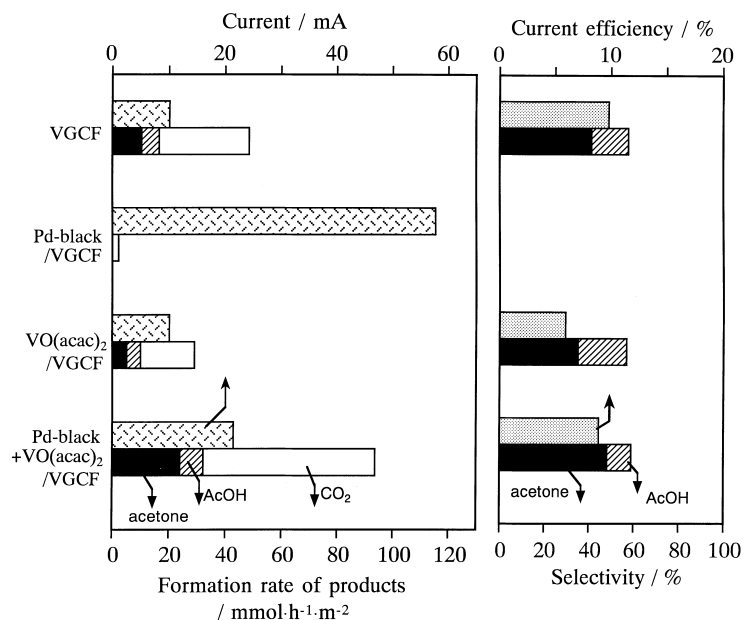 Current / mA
0 20 40 60
Current efficiency / %
0 10 20
VGCF
Pd-black
/VGCF
VO(acac)₂
/VGCF
Pd-black
+VO(acac)₂
/VGCF
acetone
AcOH
CO₂
acetone
AcOH
0 20 40 60 80 100 120
Formation rate of products
/ mmol·h⁻¹·m⁻²
0 20 40 60 80 100
Selectivity / %